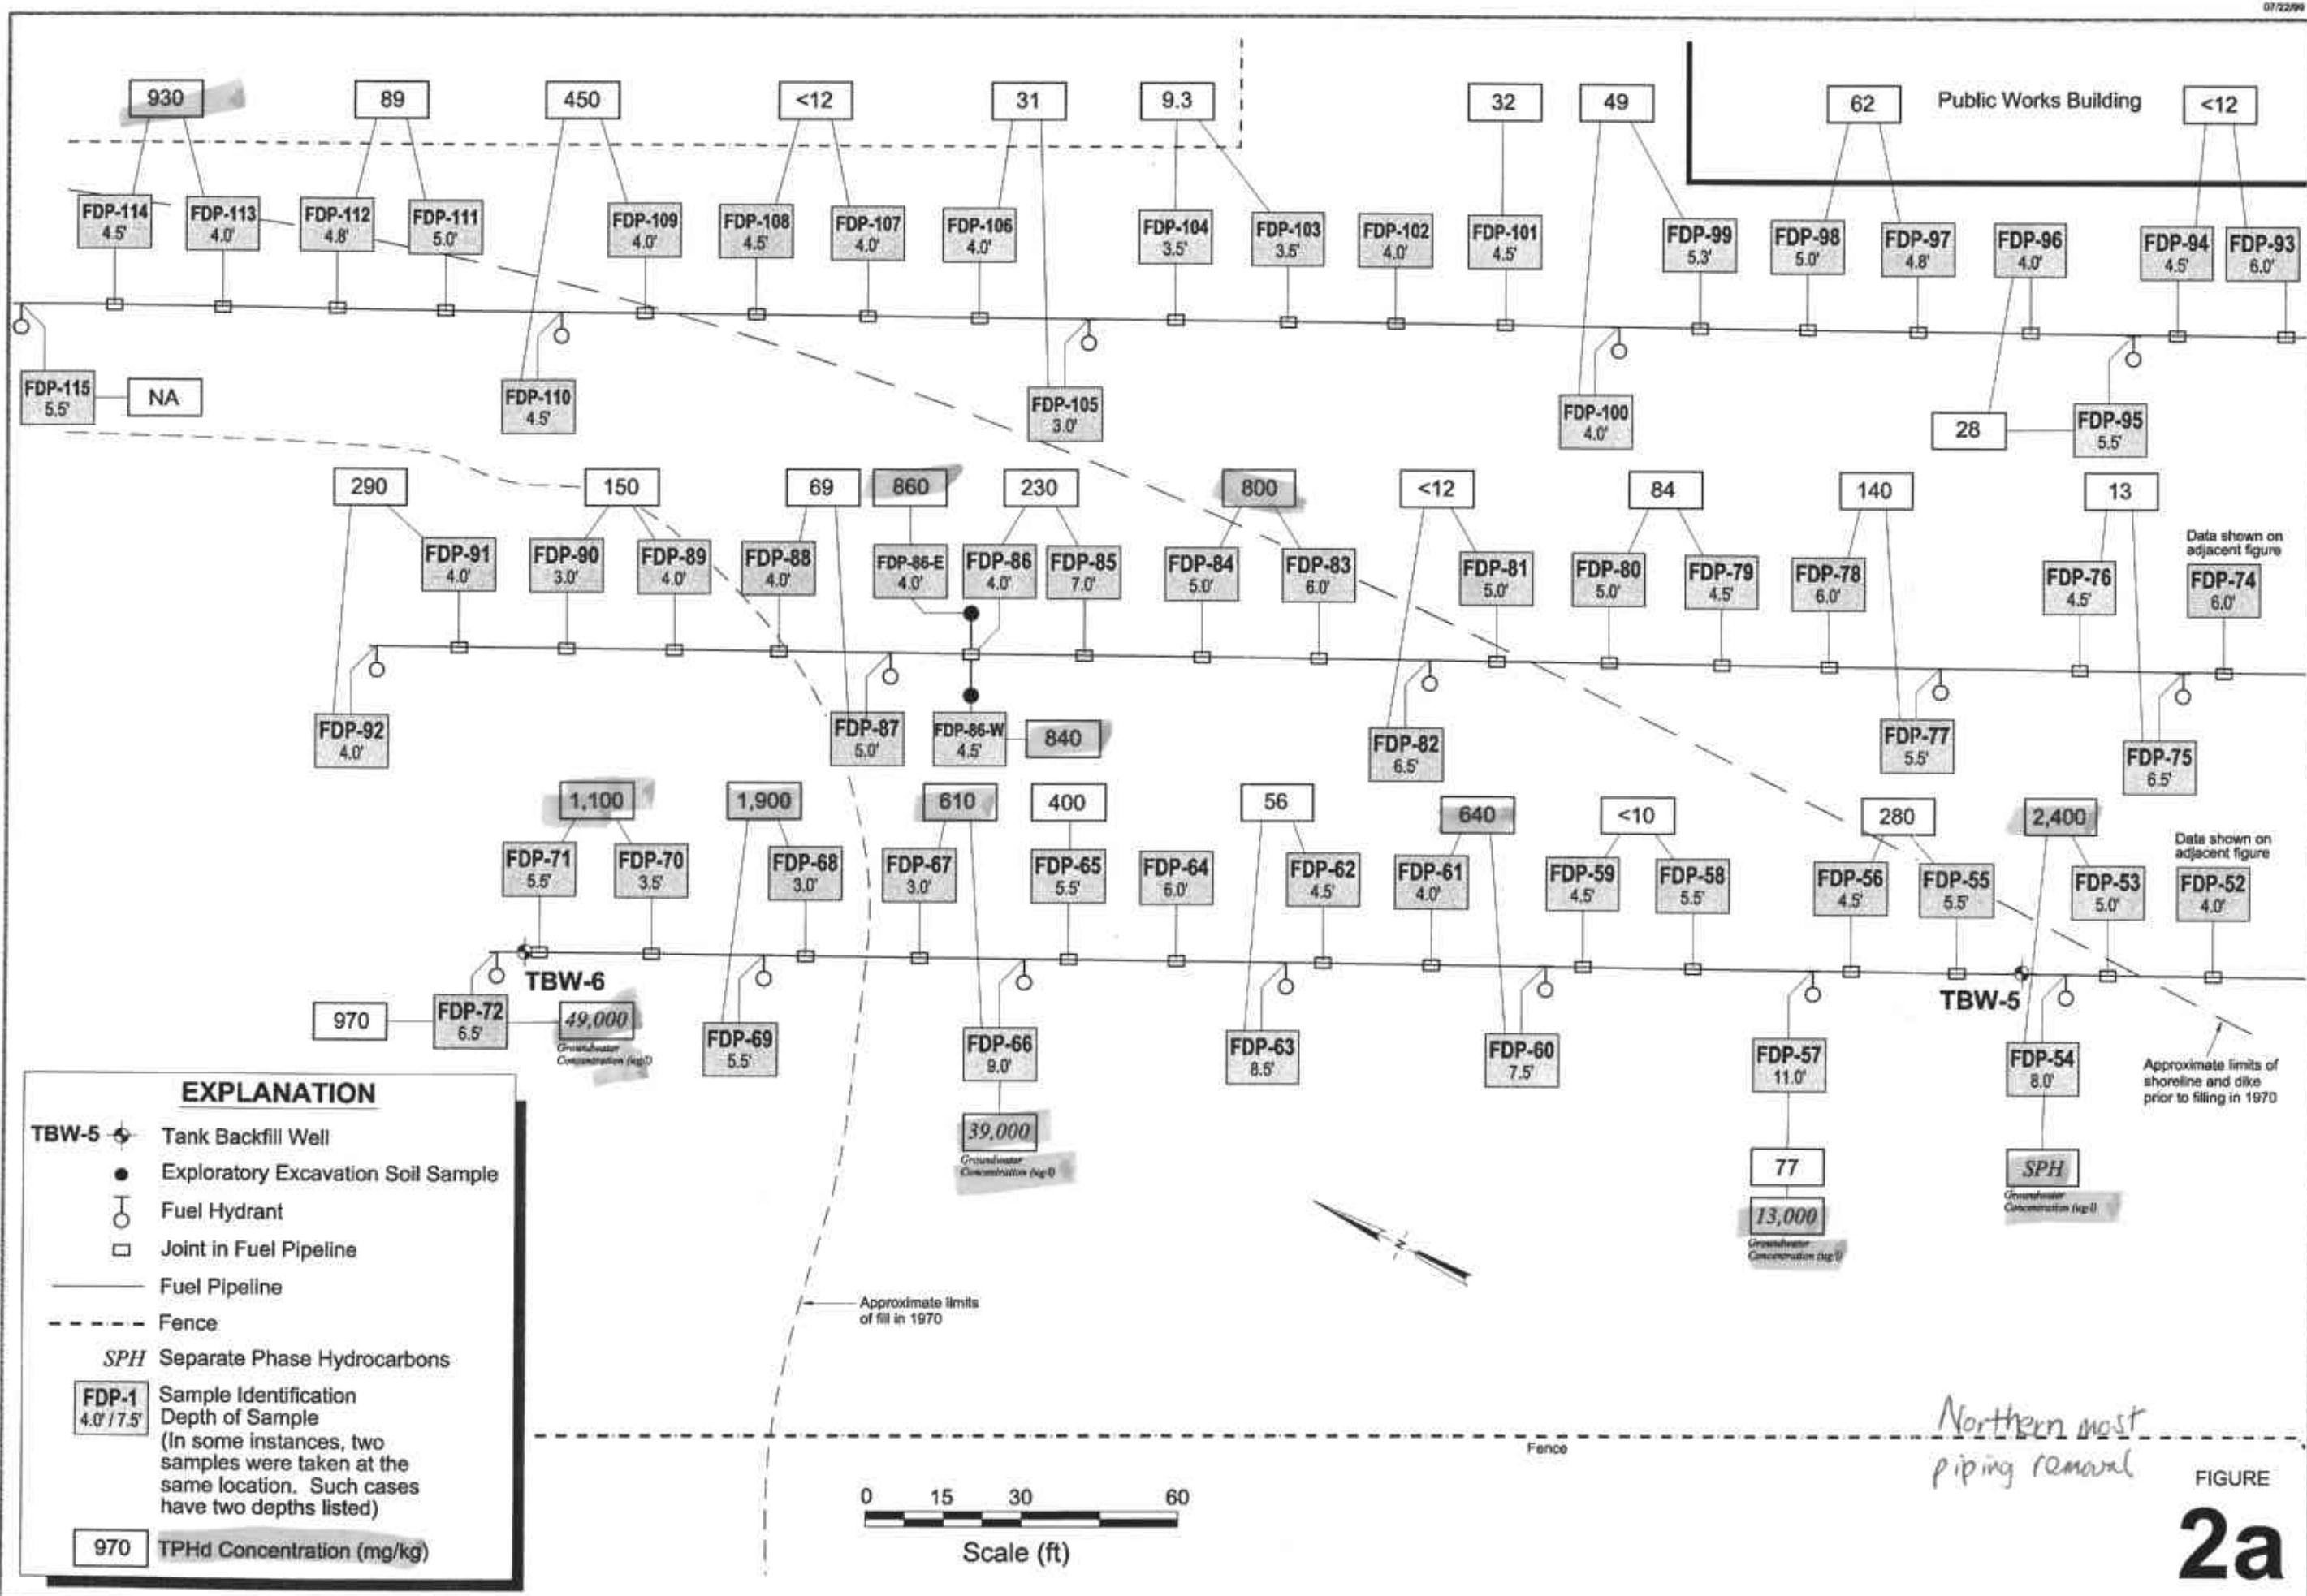 07/22/99
930
89
450
<12
31
9.3
32
49
62
Public Works Building
<12
FDP-114
4.5'
FDP-113
4.0'
FDP-112
4.8'
FDP-111
5.0'
FDP-109
4.0'
FDP-108
4.5'
FDP-107
4.0'
FDP-106
4.0'
FDP-104
3.5'
FDP-103
3.5'
FDP-102
4.0'
FDP-101
4.5'
FDP-99
5.3'
FDP-98
5.0'
FDP-97
4.8'
FDP-96
4.0'
FDP-94
4.5'
FDP-93
6.0'
FDP-115
5.5'
NA
FDP-110
4.5'
FDP-105
3.0'
FDP-100
4.0'
28
FDP-95
5.5'
290
150
69
860
230
800
<12
84
140
13
Data shown on
adjacent figure
FDP-91
4.0'
FDP-90
3.0'
FDP-89
4.0'
FDP-88
4.0'
FDP-86-E
4.0'
FDP-86
4.0'
FDP-85
7.0'
FDP-84
5.0'
FDP-83
6.0'
FDP-81
5.0'
FDP-80
5.0'
FDP-79
4.5'
FDP-78
6.0'
FDP-76
4.5'
FDP-74
6.0'
FDP-92
4.0'
FDP-87
5.0'
FDP-86-W
4.5'
840
FDP-82
6.5'
FDP-77
5.5'
FDP-75
6.5'
1,100
1,900
610
400
56
640
<10
280
2,400
Data shown on
adjacent figure
FDP-71
5.5'
FDP-70
3.5'
FDP-68
3.0'
FDP-67
3.0'
FDP-65
5.5'
FDP-64
6.0'
FDP-62
4.5'
FDP-61
4.0'
FDP-59
4.5'
FDP-58
5.5'
FDP-56
4.5'
FDP-55
5.5'
FDP-53
5.0'
FDP-52
4.0'
TBW-6
TBW-5
970
FDP-72
6.5'
49,000
Groundwater
Concentration (ug/l)
FDP-69
5.5'
FDP-66
9.0'
FDP-63
8.5'
FDP-60
7.5'
FDP-57
11.0'
FDP-54
8.0'
Approximate limits of
shoreline and dike
prior to filling in 1970
39,000
Groundwater
Concentration (ug/l)
77
13,000
Groundwater
Concentration (ug/l)
SPH
Groundwater
Concentration (ug/l)
N
Approximate limits
of fill in 1970
EXPLANATION
TBW-5 Tank Backfill Well
Exploratory Excavation Soil Sample
Fuel Hydrant
Joint in Fuel Pipeline
Fuel Pipeline
Fence
SPH Separate Phase Hydrocarbons
FDP-1
4.0' / 7.5'
Sample Identification
Depth of Sample
(In some instances, two
samples were taken at the
same location. Such cases
have two depths listed)
970 TPHd Concentration (mg/kg)
Fence
0 15 30 60
Scale (ft)
Northern most
piping removal
FIGURE
2a